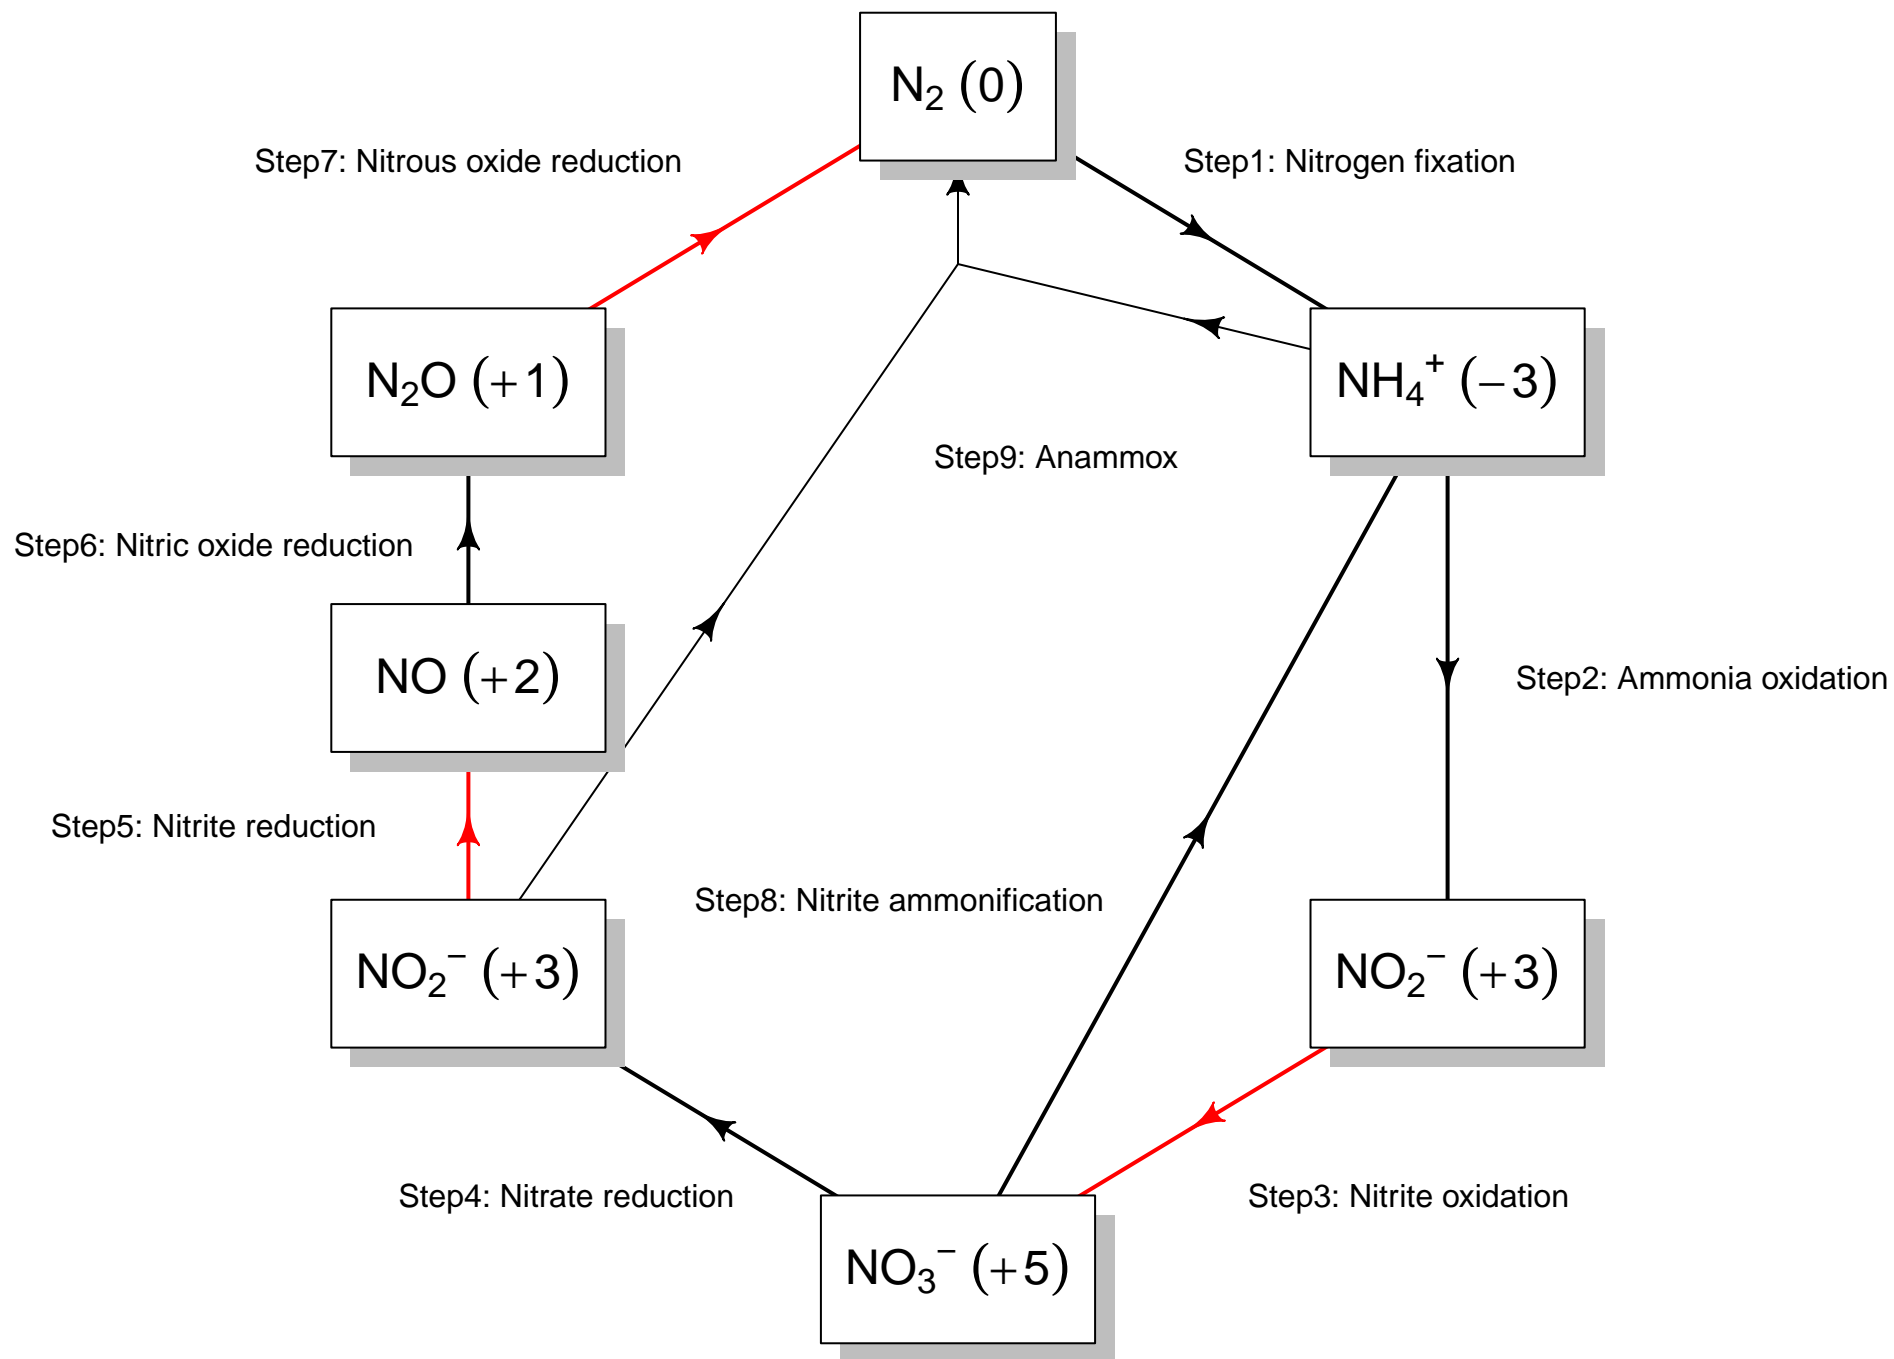 N₂ (0)
Step7: Nitrous oxide reduction
Step1: Nitrogen fixation
N₂O (+1)
NH₄⁺ (−3)
Step9: Anammox
Step6: Nitric oxide reduction
NO (+2)
Step2: Ammonia oxidation
Step5: Nitrite reduction
Step8: Nitrite ammonification
NO₂⁻ (+3)
NO₂⁻ (+3)
Step4: Nitrate reduction
Step3: Nitrite oxidation
NO₃⁻ (+5)